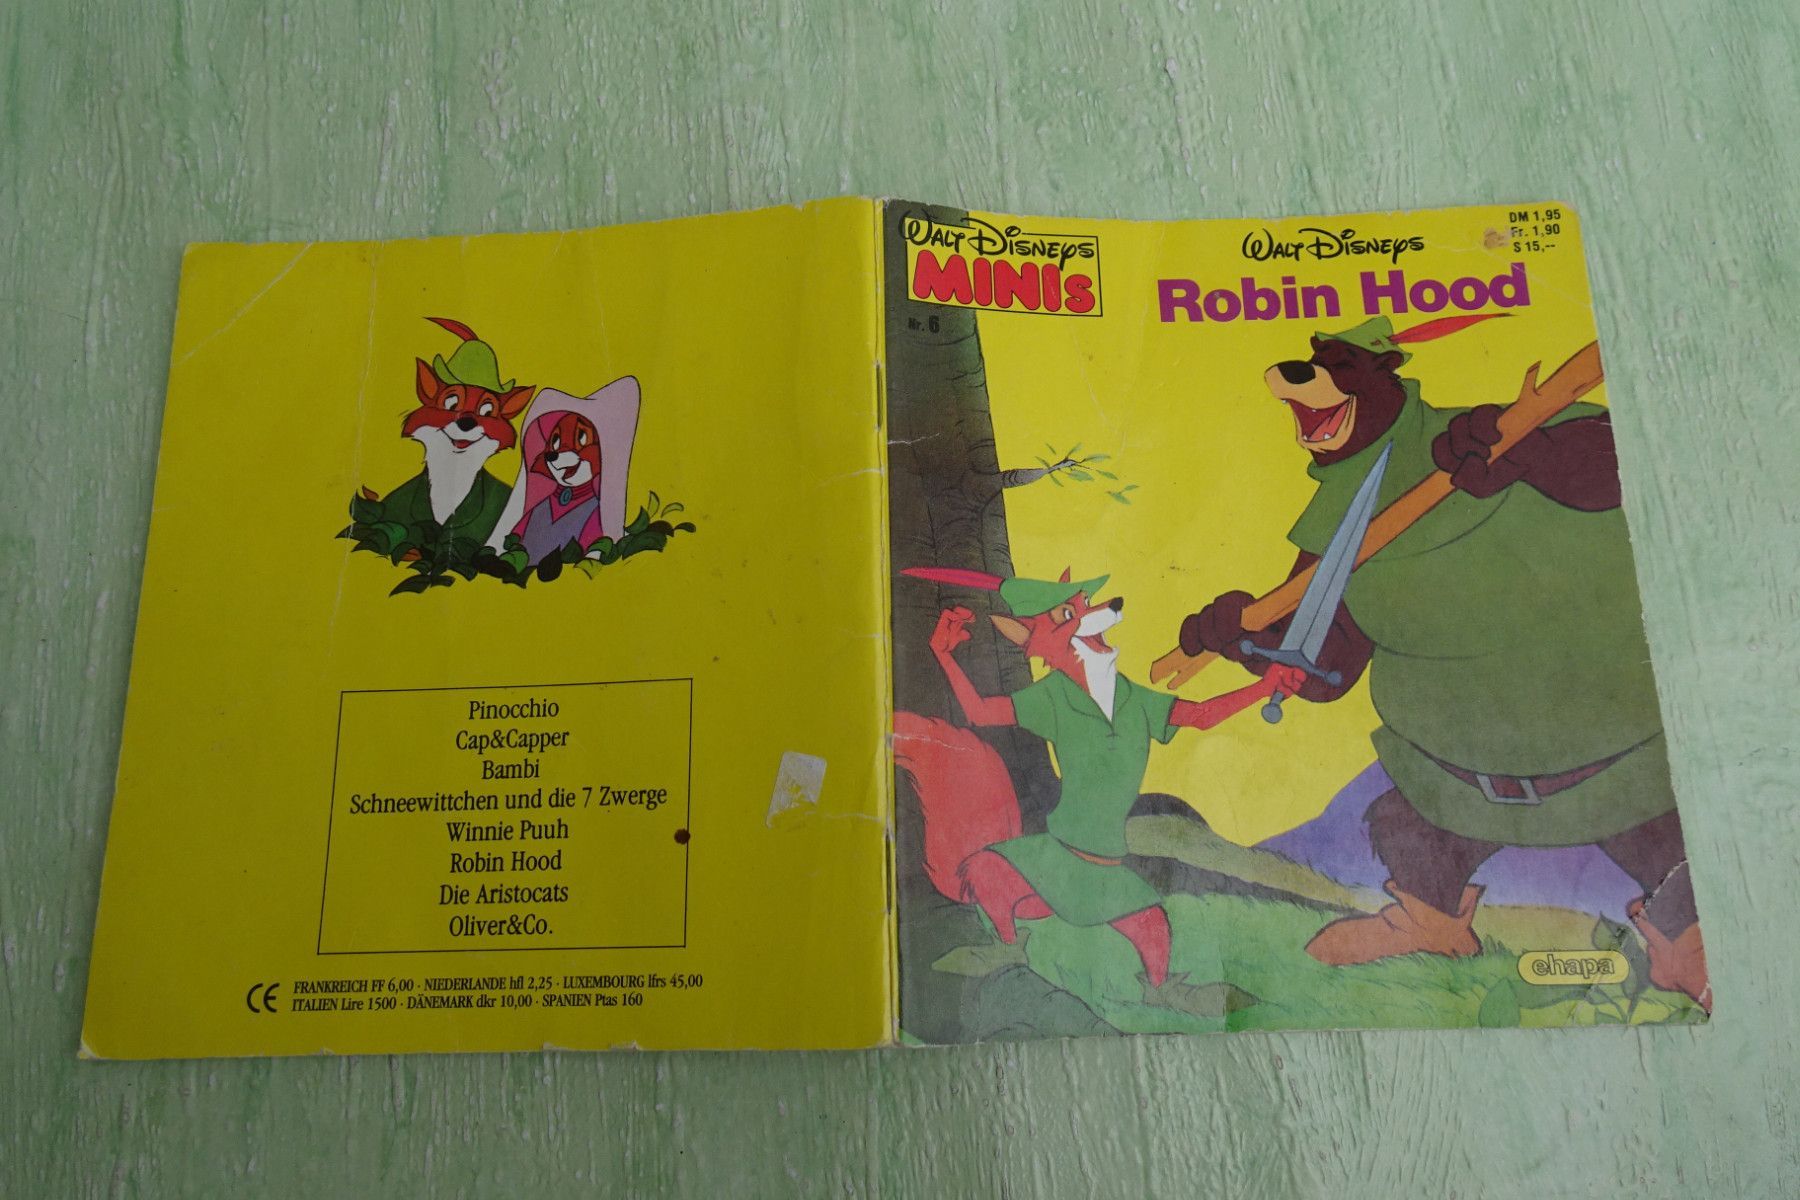 Pinocchio
Cap&Capper
Bambi
Schneewittchen und die 7 Zwerge
Winnie Puuh
Robin Hood
Die Aristocats
Oliver&Co.
CE
FRANKREICH FF 6,00 · NIEDERLANDE hfl 2,25 · LUXEMBOURG lfrs 45,00
ITALIEN Lire 1500 · DÄNEMARK dkr 10,00 · SPANIEN Ptas 160
WALT DISNEYS
MINIS
Nr. 6
WALT DISNEYS
Robin Hood
DM 1,95
Fr. 1,90
S 15,--
ehapa